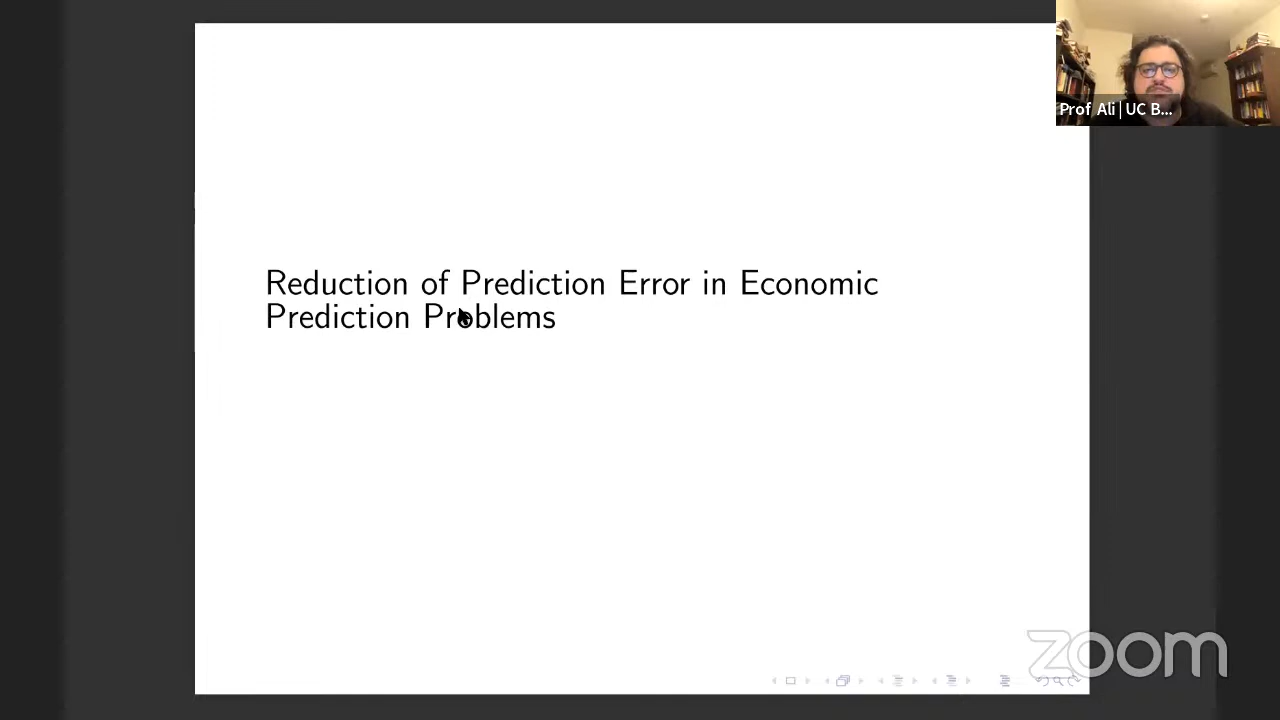 Prof Ali | UC B...
Reduction of Prediction Error in Economic
Prediction Problems
zoom